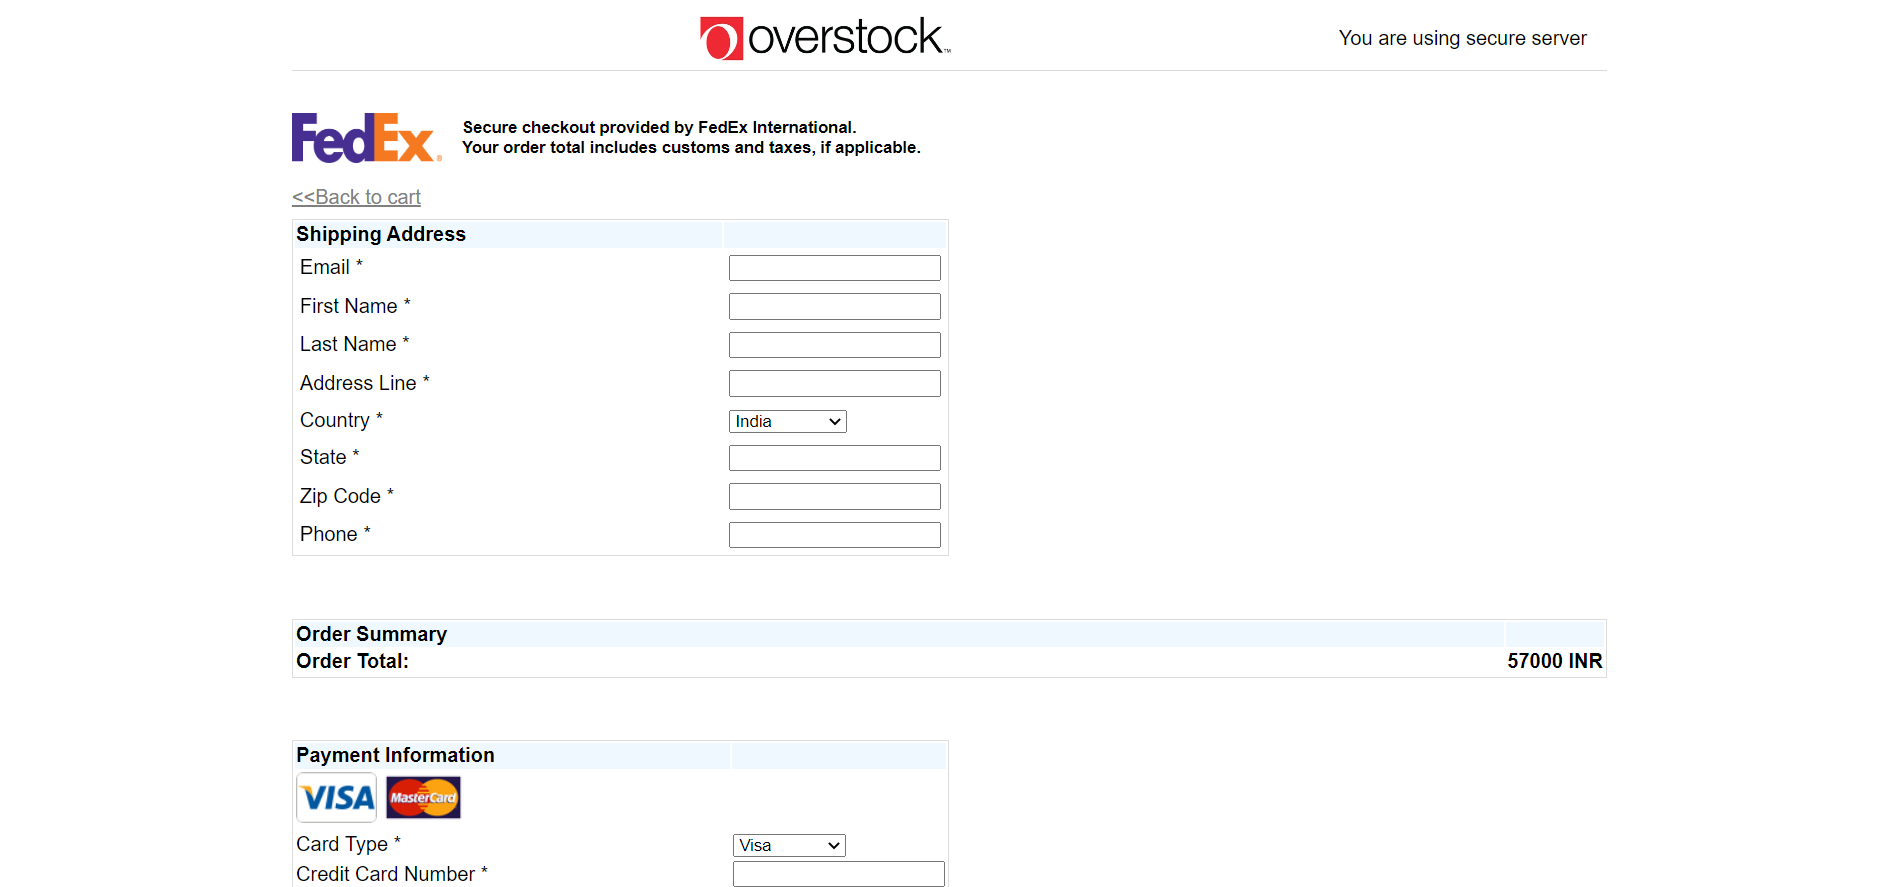 overstock™
You are using secure server
FedEx®
Secure checkout provided by FedEx International.
Your order total includes customs and taxes, if applicable.
<<Back to cart
Shipping Address
Email *
First Name *
Last Name *
Address Line *
Country *
India
State *
Zip Code *
Phone *
Order Summary
Order Total: 57000 INR
Payment Information
VISA MasterCard
Card Type *
Visa
Credit Card Number *